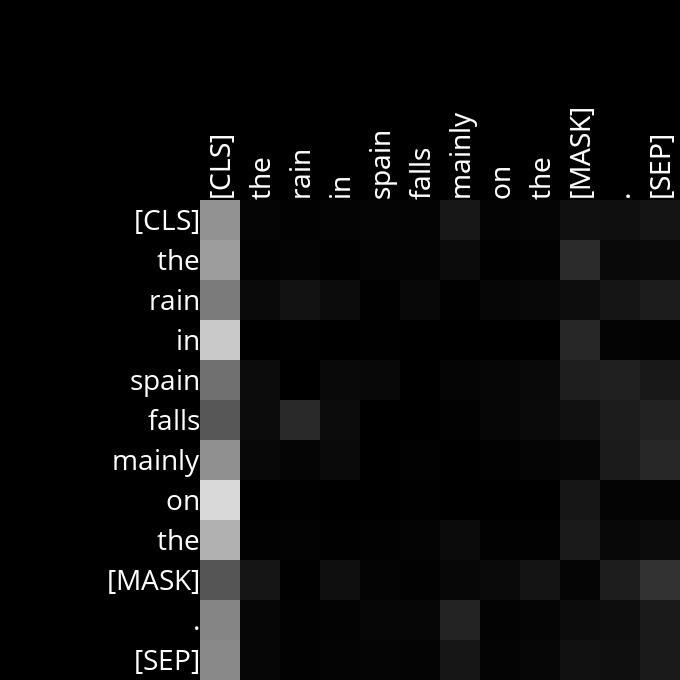 [CLS] the rain in spain falls mainly on the [MASK] . [SEP]
[CLS]
the
rain
in
spain
falls
mainly
on
the
[MASK]
.
[SEP]